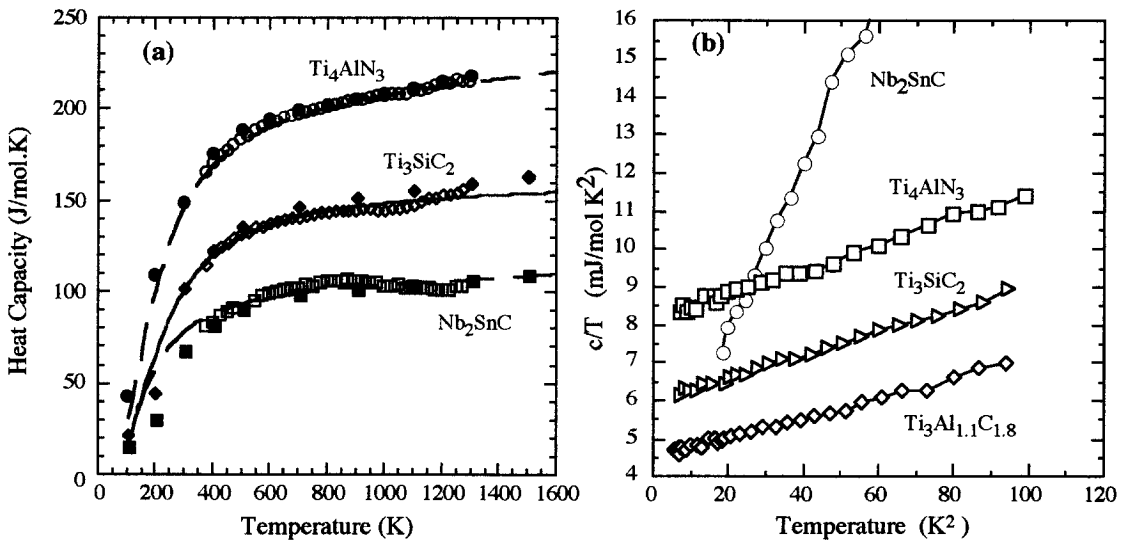 (a)
Ti₄AlN₃
Ti₃SiC₂
Nb₂SnC
Heat Capacity (J/mol.K)
250
200
150
100
50
0
0 200 400 600 800 1000 1200 1400 1600
Temperature (K)
(b)
Nb₂SnC
Ti₄AlN₃
Ti₃SiC₂
Ti₃Al₁.₁C₁.₈
c/T (mJ/mol K²)
16
15
14
13
12
11
10
9
8
7
6
5
4
0 20 40 60 80 100 120
Temperature (K²)